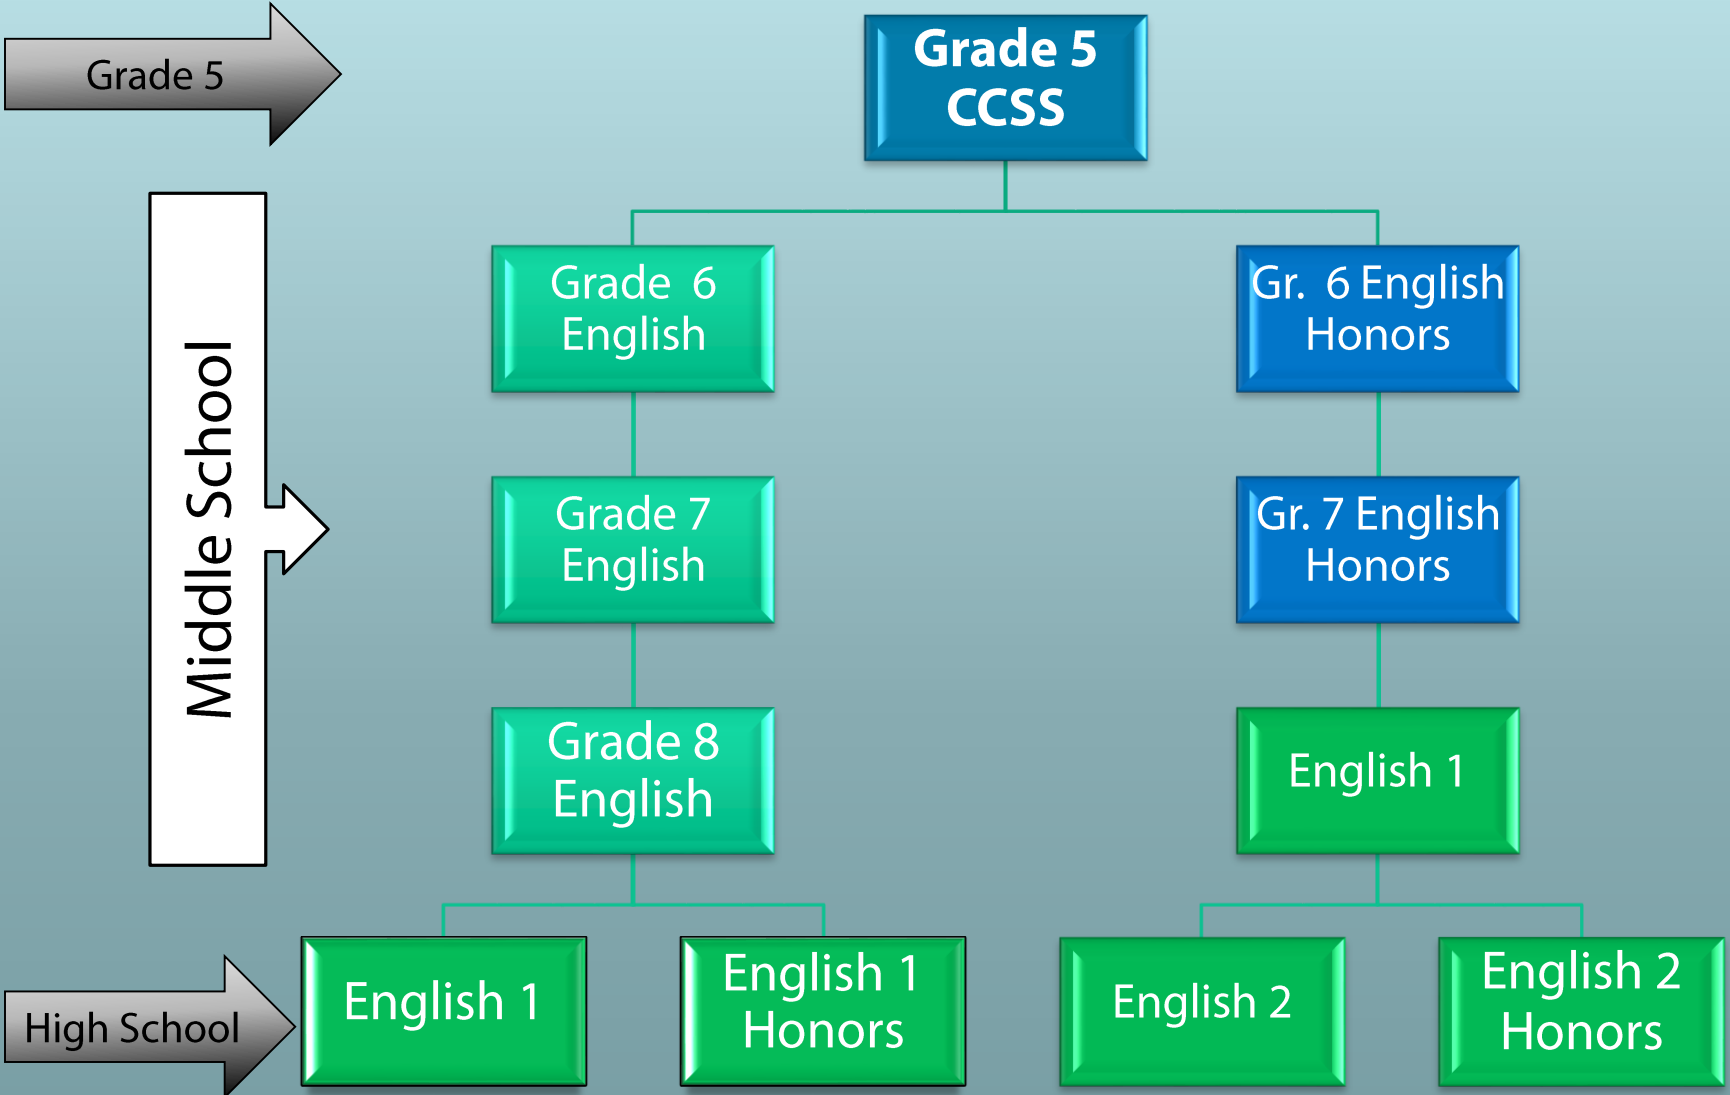 Grade 5
Grade 5
CCSS
Middle School
Grade 6
English
Gr. 6 English
Honors
Grade 7
English
Gr. 7 English
Honors
Grade 8
English
English 1
High School
English 1
English 1
Honors
English 2
English 2
Honors